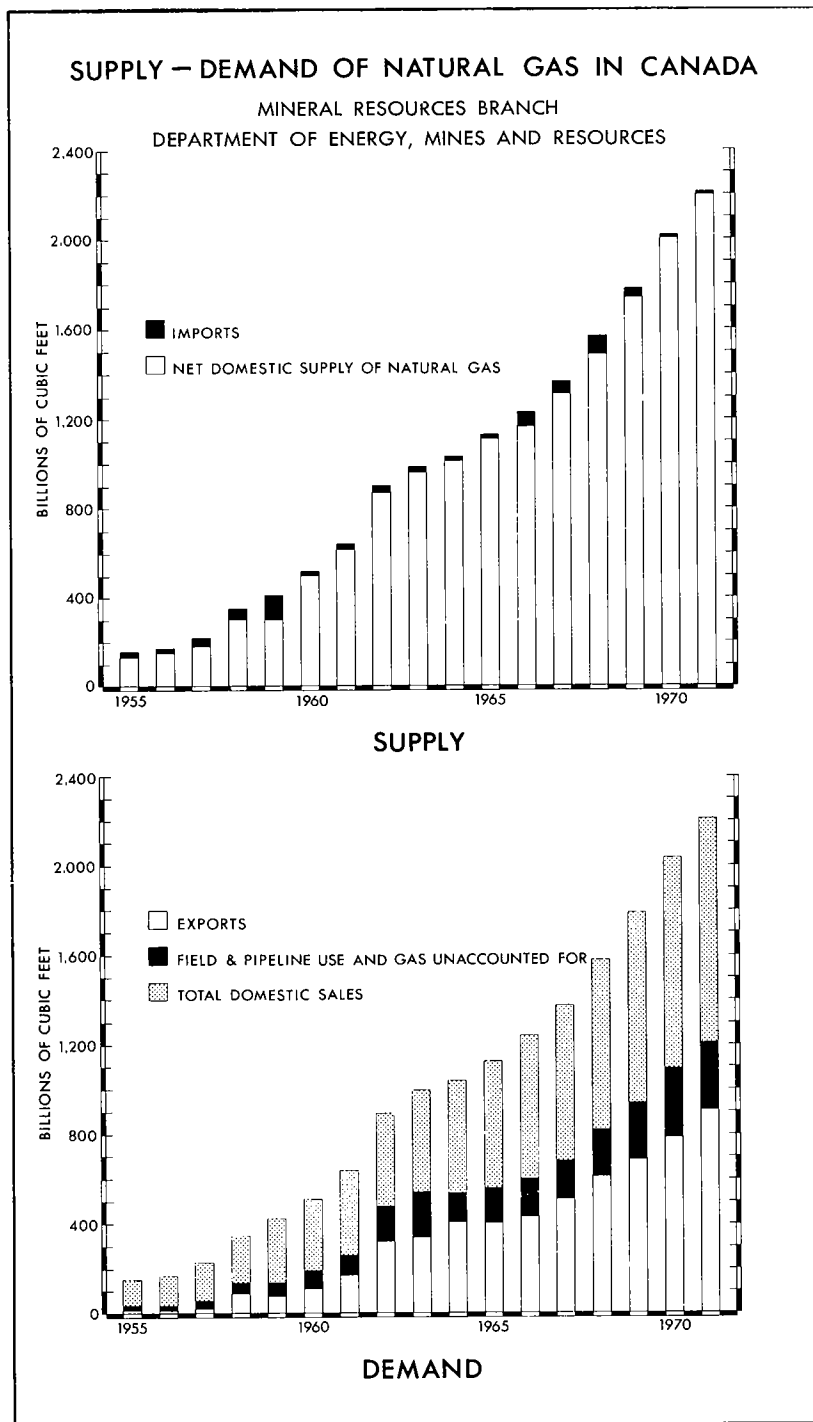 SUPPLY — DEMAND OF NATURAL GAS IN CANADA
MINERAL RESOURCES BRANCH
DEPARTMENT OF ENERGY, MINES AND RESOURCES
2,400
2.000
1.600
1,200
800
400
0
BILLIONS OF CUBIC FEET
IMPORTS
NET DOMESTIC SUPPLY OF NATURAL GAS
1955
1960
1965
1970
SUPPLY
2,400
2.000
1,600
1,200
800
400
0
BILLIONS OF CUBIC FEET
EXPORTS
FIELD & PIPELINE USE AND GAS UNACCOUNTED FOR
TOTAL DOMESTIC SALES
1955
1960
1965
1970
DEMAND